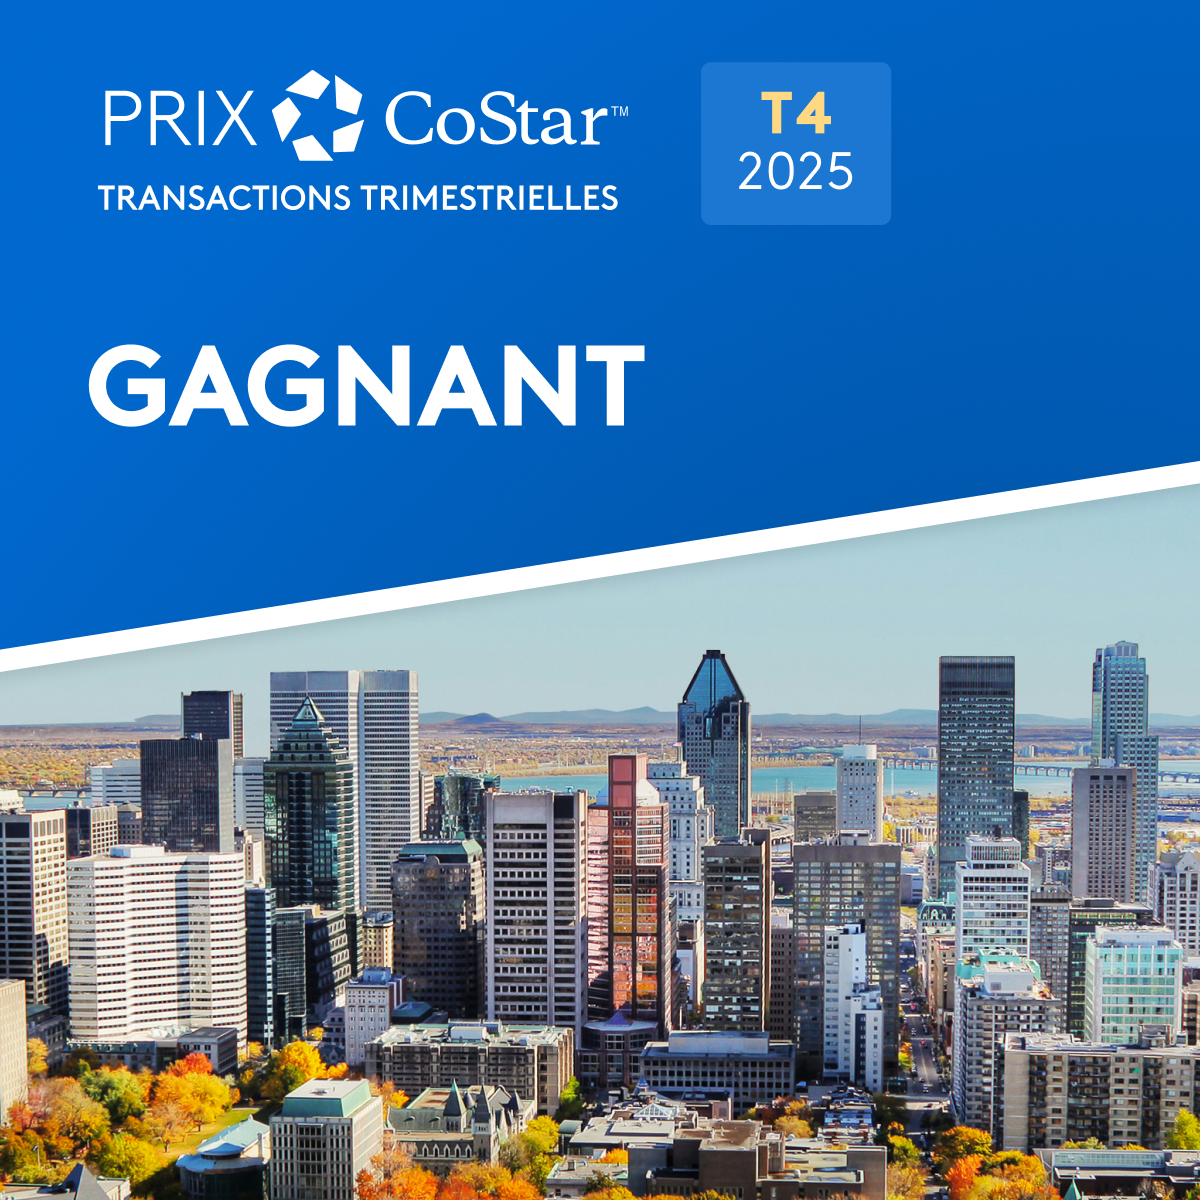 PRIX CoStar™
TRANSACTIONS TRIMESTRIELLES
T4
2025
GAGNANT